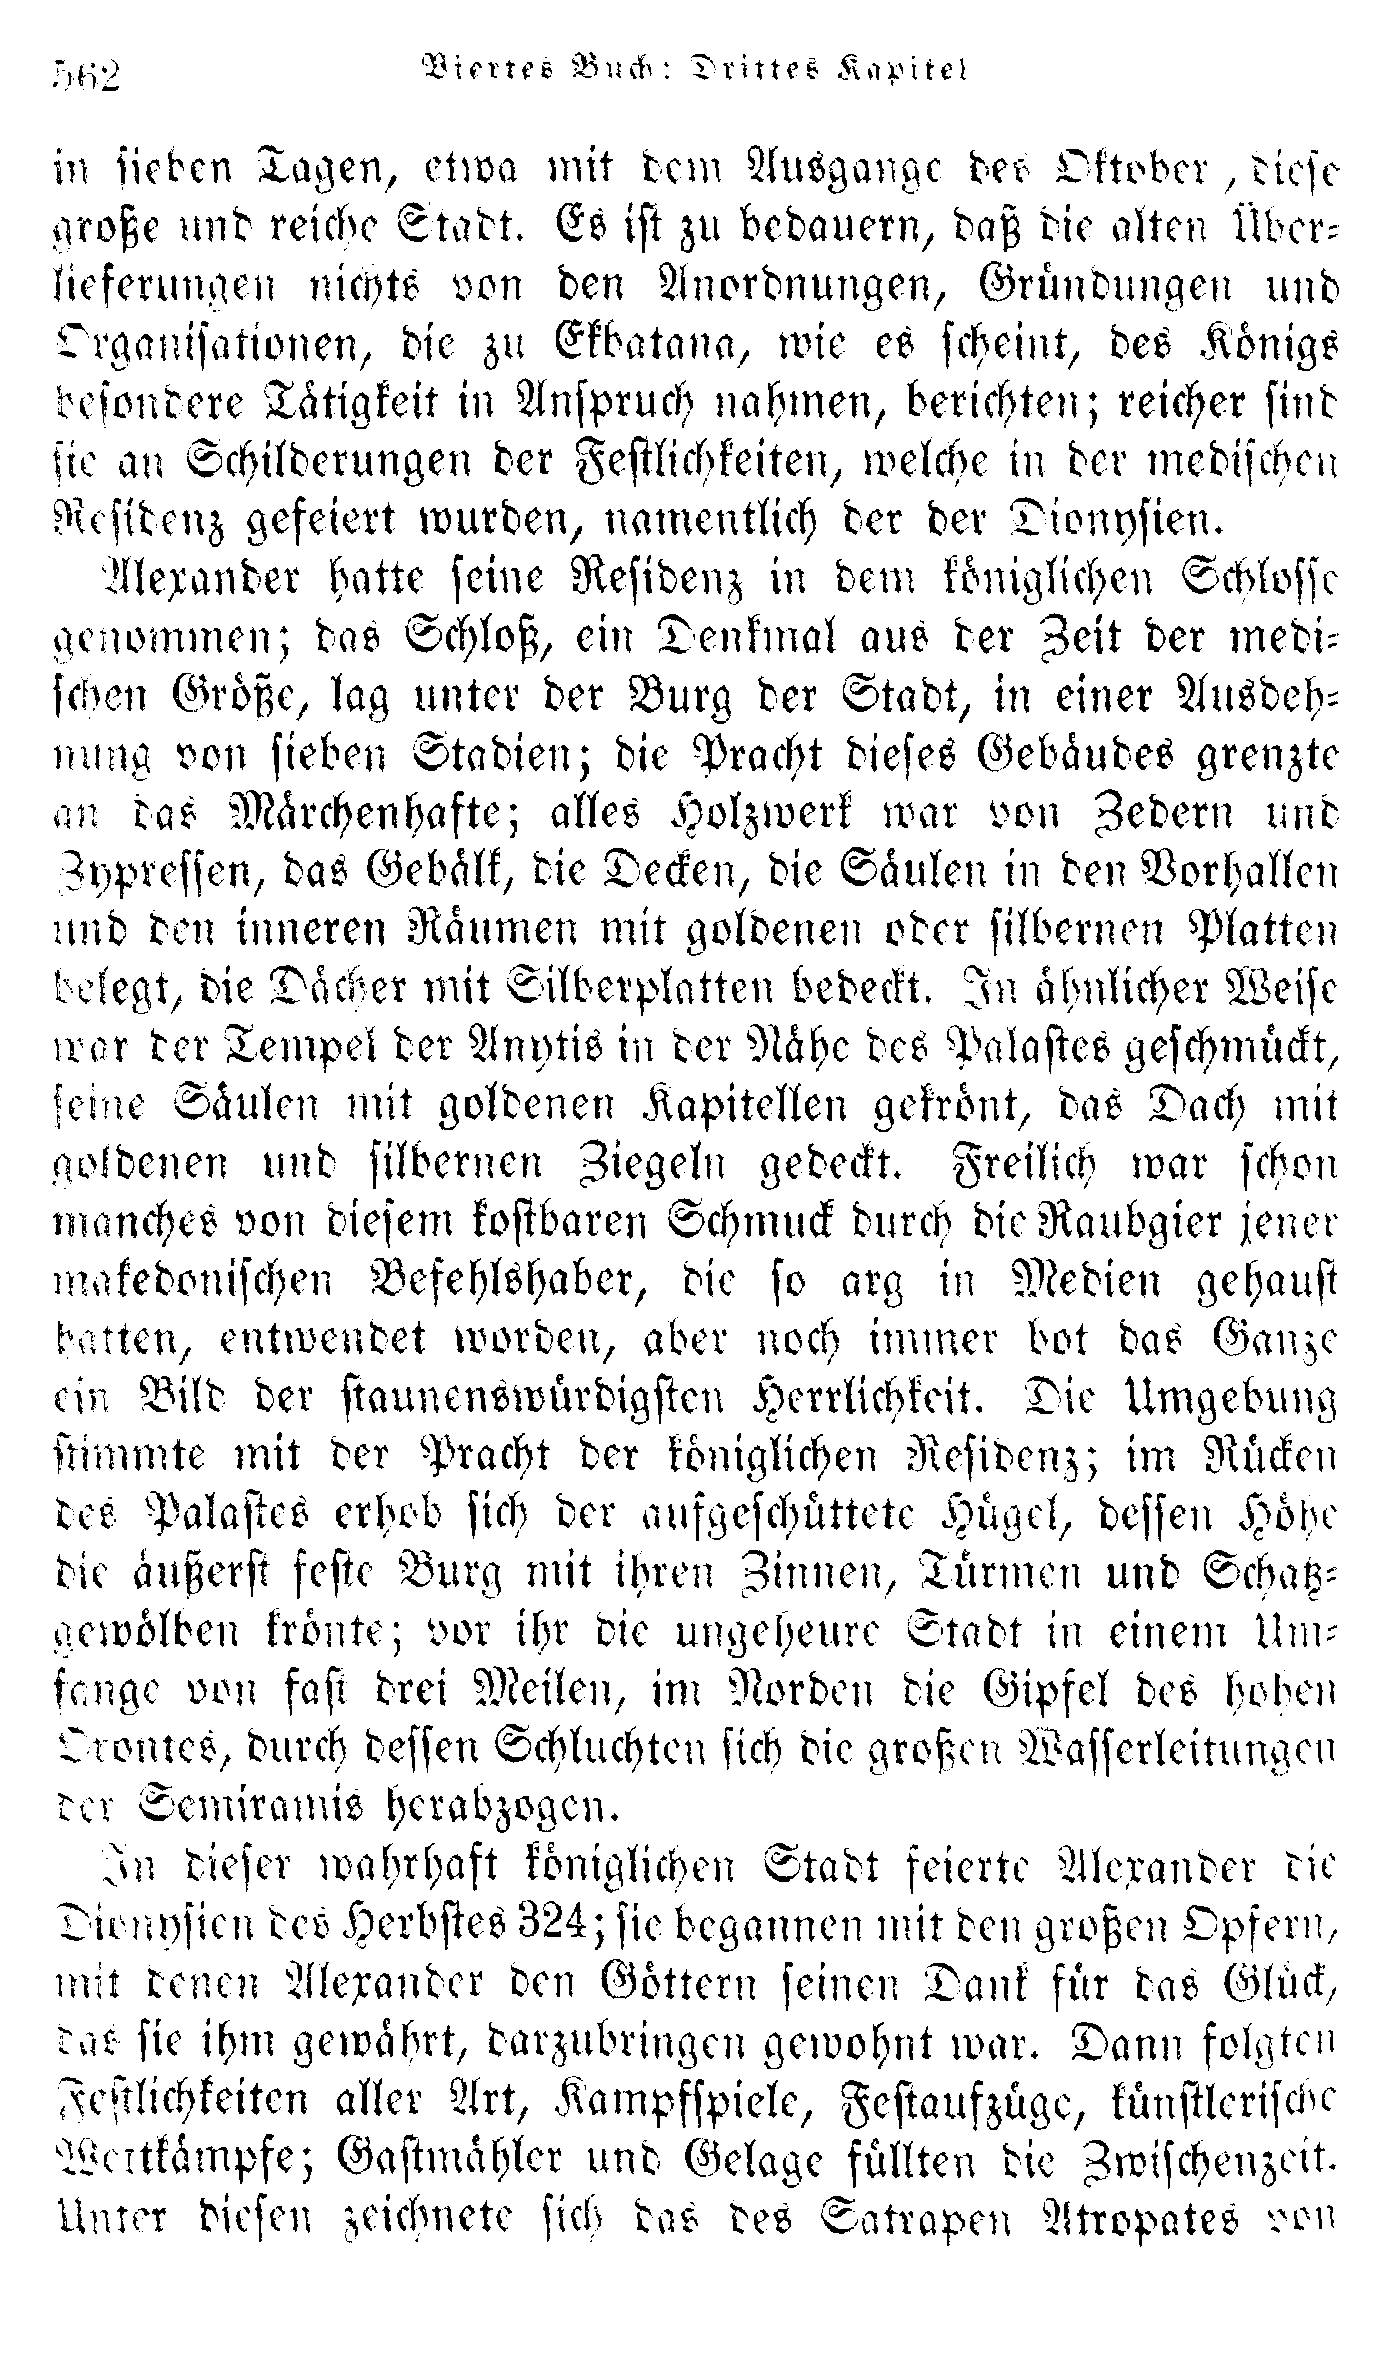 562 Viertes Buch: Drittes Kapitel
in sieben Tagen, etwa mit dem Ausgange des Oktober, diese
große und reiche Stadt. Es ist zu bedauern, daß die alten Über-
lieferungen nichts von den Anordnungen, Gründungen und
Organisationen, die zu Ekbatana, wie es scheint, des Königs
besondere Tätigkeit in Anspruch nahmen, berichten; reicher sind
sie an Schilderungen der Festlichkeiten, welche in der medischen
Residenz gefeiert wurden, namentlich der der Dionysien.
Alexander hatte seine Residenz in dem königlichen Schlosse
genommen; das Schloß, ein Denkmal aus der Zeit der medi-
schen Größe, lag unter der Burg der Stadt, in einer Ausdeh-
nung von sieben Stadien; die Pracht dieses Gebäudes grenzte
an das Märchenhafte; alles Holzwerk war von Zedern und
Zypressen, das Gebälk, die Decken, die Säulen in den Vorhallen
und den inneren Räumen mit goldenen oder silbernen Platten
belegt, die Dächer mit Silberplatten bedeckt. In ähnlicher Weise
war der Tempel der Anytis in der Nähe des Palastes geschmückt,
seine Säulen mit goldenen Kapitellen gekrönt, das Dach mit
goldenen und silbernen Ziegeln gedeckt. Freilich war schon
manches von diesem kostbaren Schmuck durch die Raubgier jener
makedonischen Befehlshaber, die so arg in Medien gehaust
hatten, entwendet worden, aber noch immer bot das Ganze
ein Bild der staunenswürdigsten Herrlichkeit. Die Umgebung
stimmte mit der Pracht der königlichen Residenz; im Rücken
des Palastes erhob sich der aufgeschüttete Hügel, dessen Höhe
die äußerst feste Burg mit ihren Zinnen, Türmen und Schatz-
gewölben krönte; vor ihr die ungeheure Stadt in einem Um-
fange von fast drei Meilen, im Norden die Gipfel des hohen
Orontes, durch dessen Schluchten sich die großen Wasserleitungen
der Semiramis herabzogen.
In dieser wahrhaft königlichen Stadt feierte Alexander die
Dionysien des Herbstes 324; sie begannen mit den großen Opfern,
mit denen Alexander den Göttern seinen Dank für das Glück,
das sie ihm gewährt, darzubringen gewohnt war. Dann folgten
Festlichkeiten aller Art, Kampfspiele, Festaufzüge, künstlerische
Wettkämpfe; Gastmähler und Gelage füllten die Zwischenzeit.
Unter diesen zeichnete sich das des Satrapen Atropates von